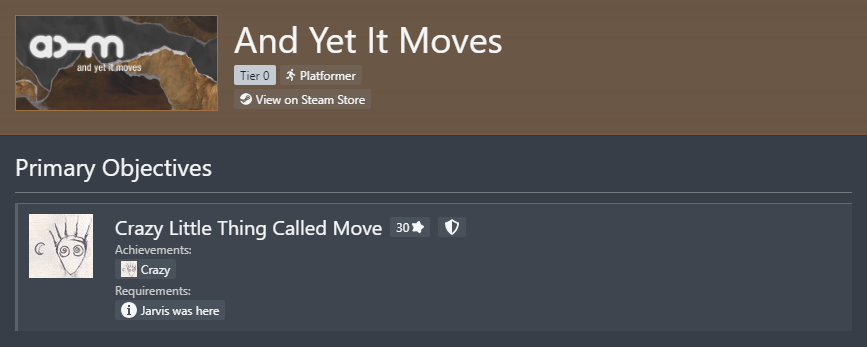 and yet it moves
And Yet It Moves
Tier 0
Platformer
View on Steam Store
Primary Objectives
Crazy Little Thing Called Move 30
Achievements:
Crazy
Requirements:
Jarvis was here